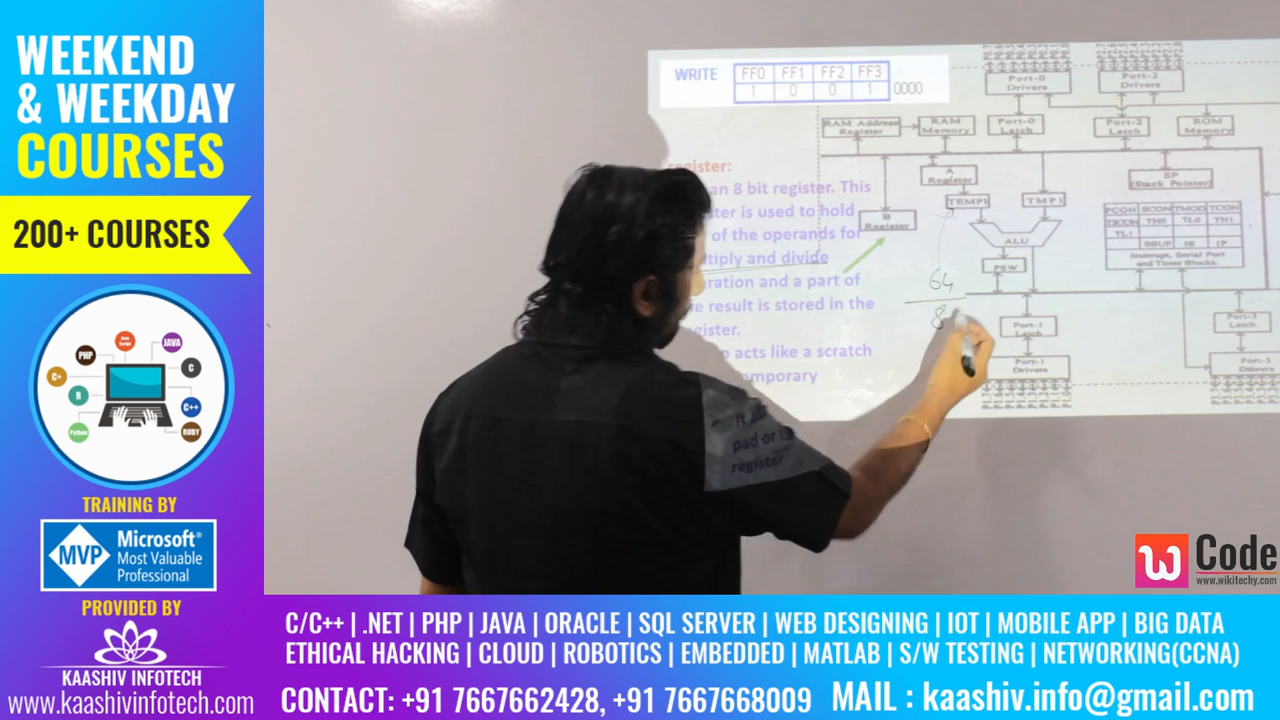 WEEKEND
& WEEKDAY
COURSES
200+ COURSES
PHP
Java
JAVA
C+
C
R
C++
Python
RUBY
TRAINING BY
MVP
Microsoft®
Most Valuable
Professional
PROVIDED BY
KAASHIV INFOTECH
www.kaashivinfotech.com
WRITE
FF0 FF1 FF2 FF3
1 0 0 1 0000
RAM Address
Register
RAM
Memory
Port-0
Drivers
Port-2
Drivers
Port-0
Latch
Port-2
Latch
ROM
Memory
A
Register
B
Register
TEMP1
TMP1
ALU
PSW
SP
(Stack Pointer)
PCON SCON TMOD TCON
T2CON TH0 TL0 TH1
TL1
SBUF IE IP
Interrupt, Serial Port
and Timer Blocks.
Port-1
Latch
Port-1
Drivers
Port-3
Latch
Port-3
Drivers
register:
an 8 bit register. This
ster is used to hold
of the operands for
ltiply and divide
ration and a part of
e result is stored in the
egister.
acts like a scratch
emporary
pad or
register
64
8
W Code
www.wikitechy.com
C/C++ | .NET | PHP | JAVA | ORACLE | SQL SERVER | WEB DESIGNING | IOT | MOBILE APP | BIG DATA
ETHICAL HACKING | CLOUD | ROBOTICS | EMBEDDED | MATLAB | S/W TESTING | NETWORKING(CCNA)
CONTACT: +91 7667662428, +91 7667668009 MAIL : kaashiv.info@gmail.com